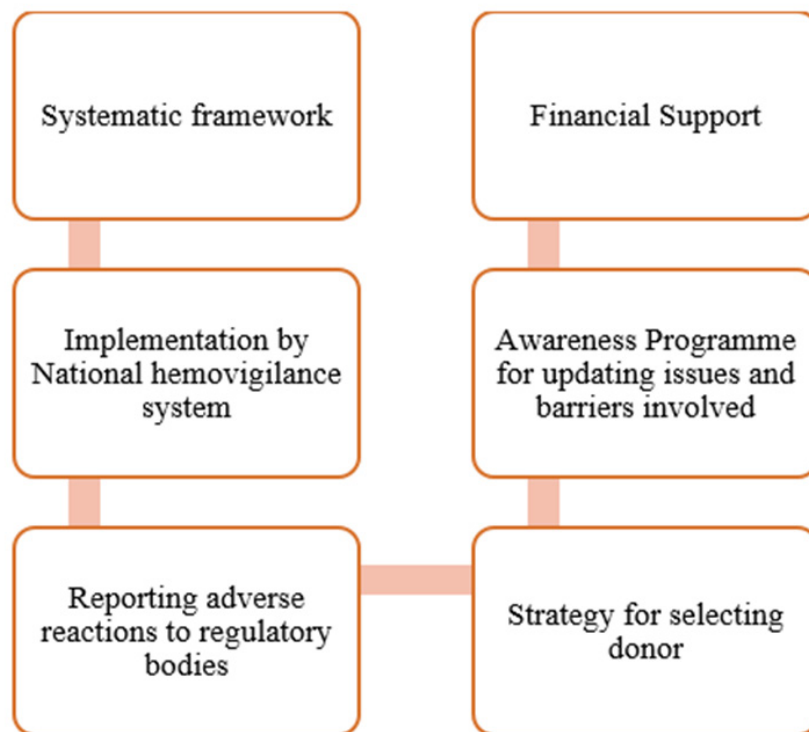 Systematic framework
Implementation by
National hemovigilance
system
Reporting adverse
reactions to regulatory
bodies
Strategy for selecting
donor
Awareness Programme
for updating issues and
barriers involved
Financial Support